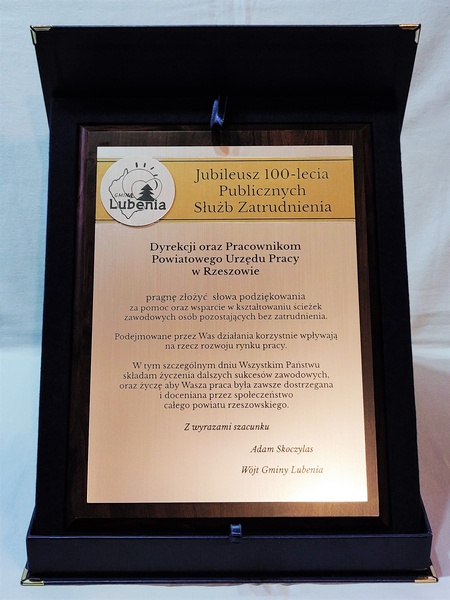 GMINA
Lubenia
Jubileusz 100-lecia
Publicznych
Służb Zatrudnienia
Dyrekcji oraz Pracownikom
Powiatowego Urzędu Pracy
w Rzeszowie
pragnę złożyć słowa podziękowania
za pomoc oraz wsparcie w kształtowaniu ścieżek
zawodowych osób pozostających bez zatrudnienia.
Podejmowane przez Was działania korzystnie wpływają
na rzecz rozwoju rynku pracy.
W tym szczególnym dniu Wszystkim Państwu
składam życzenia dalszych sukcesów zawodowych,
oraz życzę aby Wasza praca była zawsze dostrzegana
i doceniana przez społeczeństwo
całego powiatu rzeszowskiego.
Z wyrazami szacunku
Adam Skoczylas
Wójt Gminy Lubenia